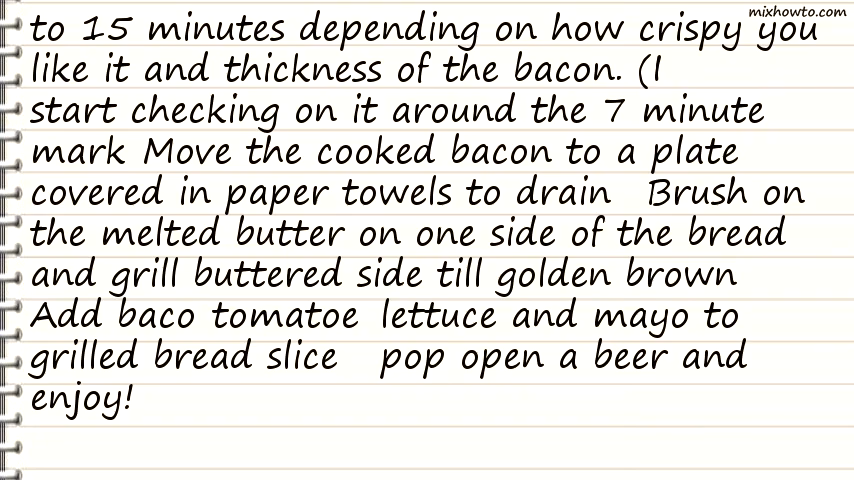 mixhowto.com
to 15 minutes depending on how crispy you
like it and thickness of the bacon. (I
start checking on it around the 7 minute
mark Move the cooked bacon to a plate
covered in paper towels to drain   Brush on
the melted butter on one side of the bread
and grill buttered side till golden brown
Add baco tomatoe  lettuce and mayo to
grilled bread slice   pop open a beer and
enjoy!